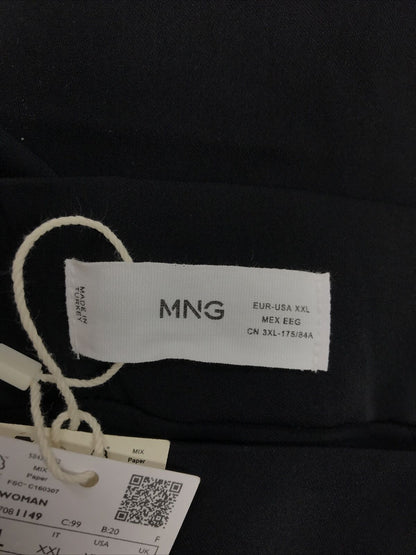 MADE IN
TURKEY
MNG
EUR-USA XXL
MEX EEG
CN 3XL-175/84A
MIX
Paper
MIX
Paper
FSC® C160307
WOMAN
C:99 B:20 F
IT USA UK
XXL